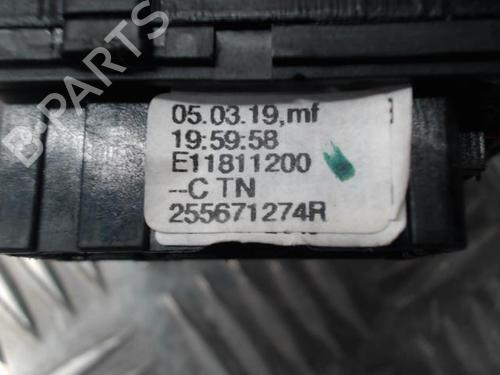 B-PARTS
05.03.19,mf
19:59:58
E11811200
--C TN
255671274R